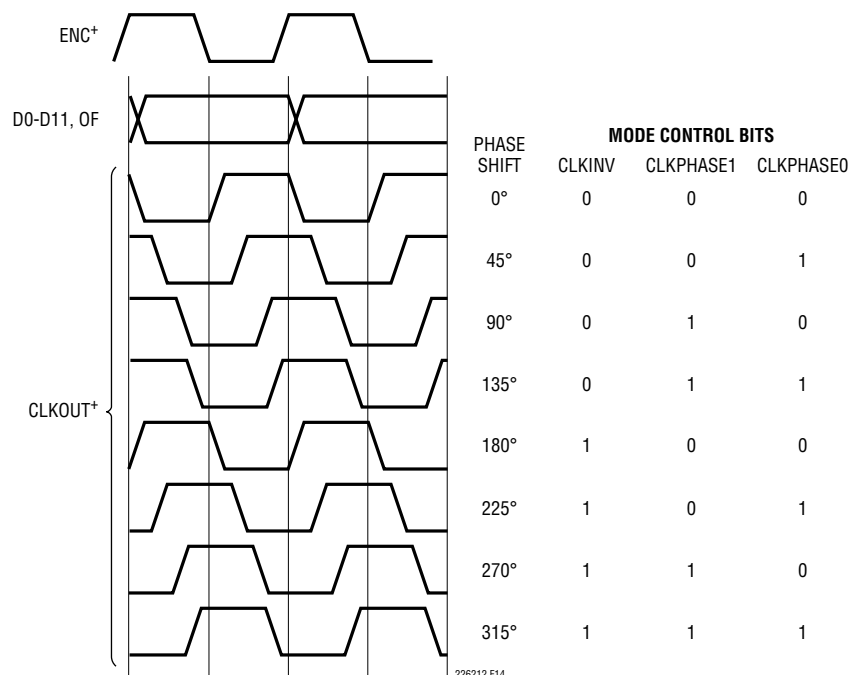 ENC+
D0-D11, OF
PHASE SHIFT
MODE CONTROL BITS
CLKINV CLKPHASE1 CLKPHASE0
0° 0 0 0
45° 0 0 1
90° 0 1 0
135° 0 1 1
CLKOUT+
180° 1 0 0
225° 1 0 1
270° 1 1 0
315° 1 1 1
226212 F14